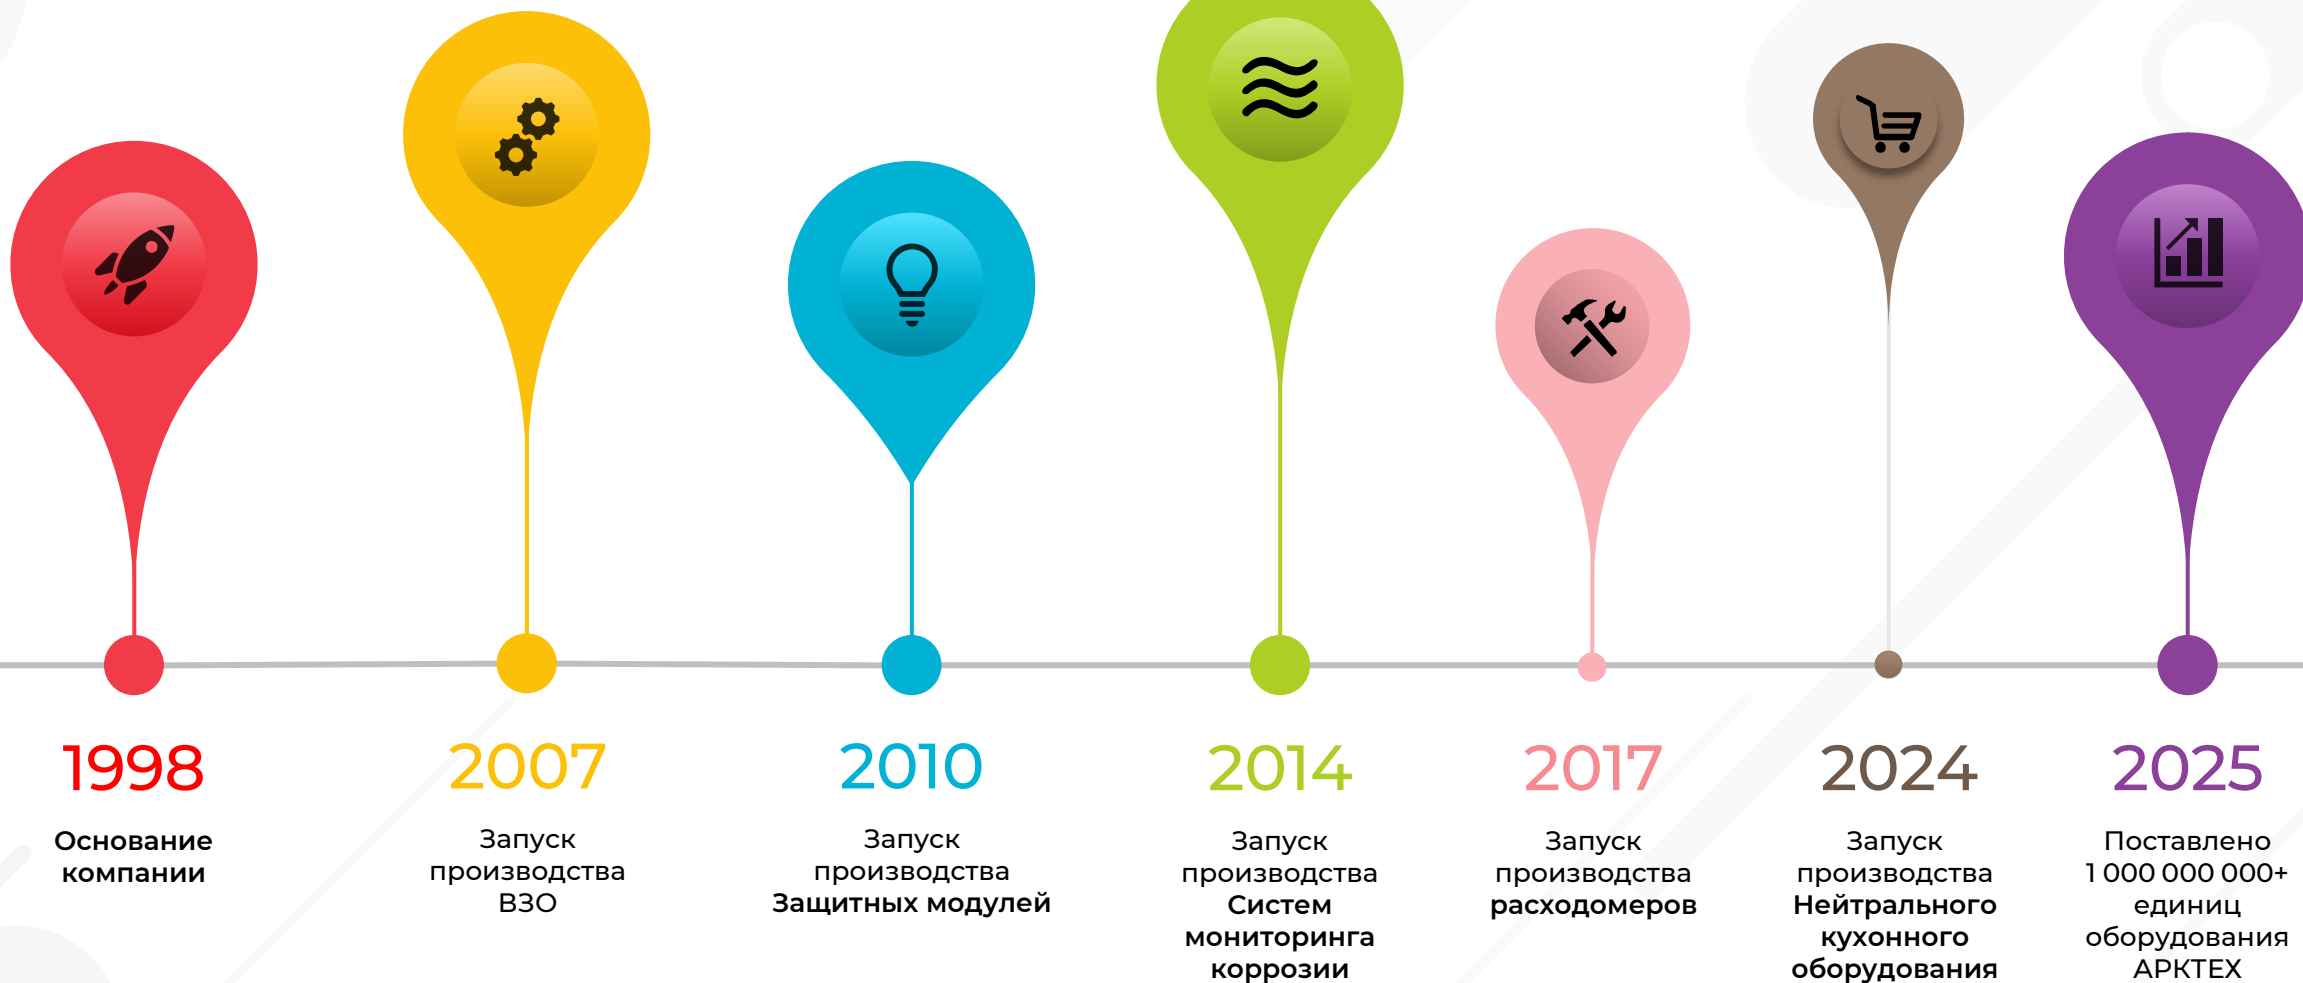 1998
Основание
компании
2007
Запуск
производства
ВЗО
2010
Запуск
производства
Защитных модулей
2014
Запуск
производства
Систем
мониторинга
коррозии
2017
Запуск
производства
расходомеров
2024
Запуск
производства
Нейтрального
кухонного
оборудования
2025
Поставлено
1 000 000 000+
единиц
оборудования
АРКТЕХ